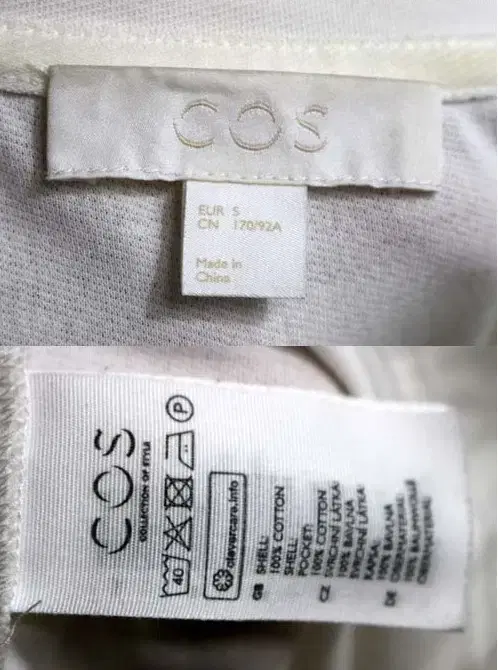 COS
EUR S
CN 170/92A
Made in
China
COS
COLLECTION OF STYLE
40
P
clevercare.info
GB SHELL:
100% COTTON
SHELL:
POCKET:
100% COTTON
CZ SVRCHNÍ LÁTKA:
100% BAVLNA
SVRCHNÍ LÁTKA:
KAPSA:
100% BAVLNA
DE OBERMATERIAL:
100% BAUMWOLLE
OBERMATERIAL: